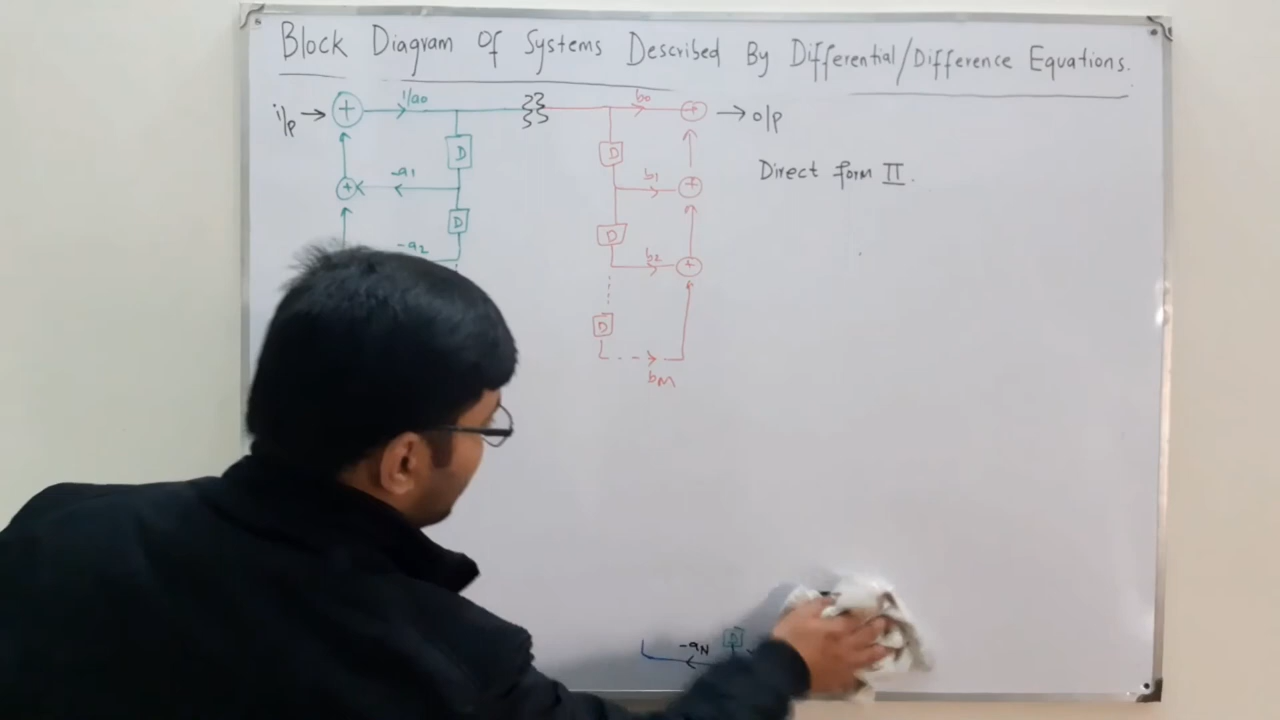 Block Diagram Of Systems Described By Differential/Difference Equations.
i/p → + 1/a0 b0 + → o/p
D D
Direct form II.
+ -a1 b1 +
D D
-a2 b2 +
D
bM
-aN D